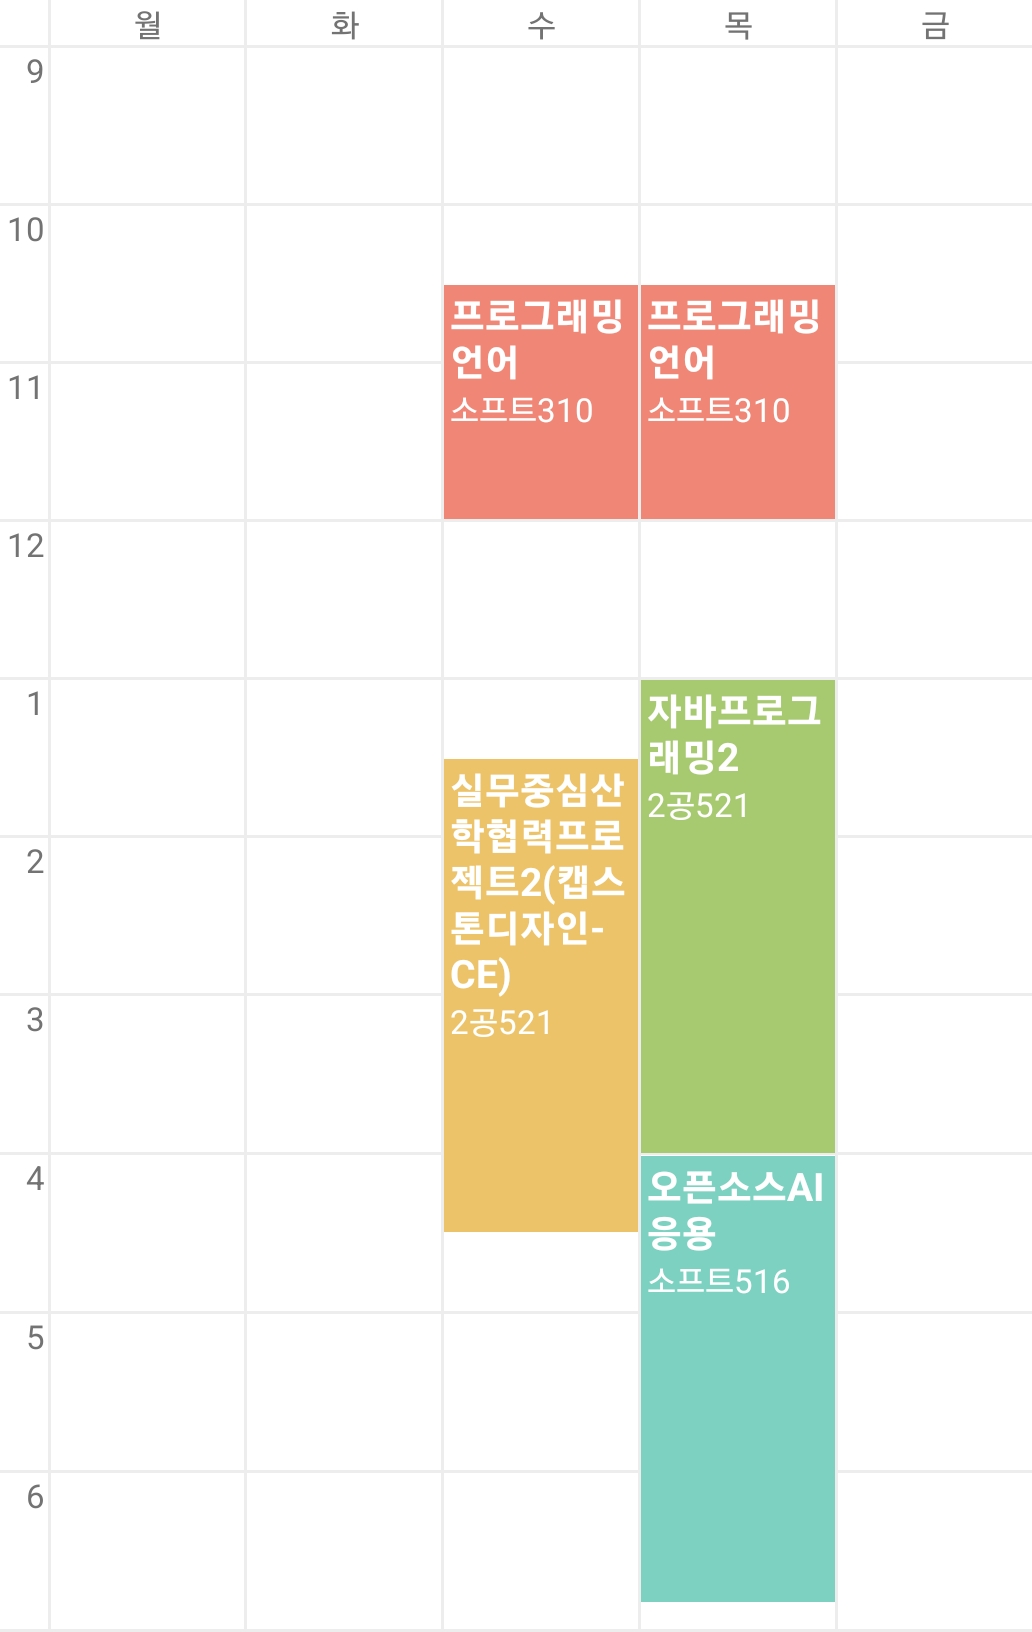 월 화 수 목 금
9
10
프로그래밍
언어
소프트310
프로그래밍
언어
소프트310
11
12
1
자바프로그
래밍2
2공521
실무중심산
학협력프로
젝트2(캡스
톤디자인-
CE)
2공521
2
3
4
오픈소스AI
응용
소프트516
5
6